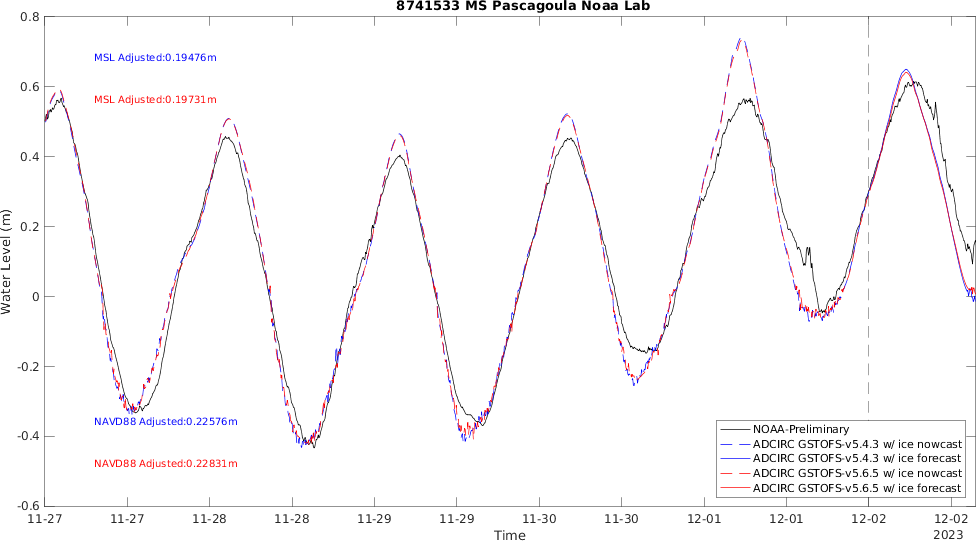 8741533 MS Pascagoula Noaa Lab
0.8
0.6
0.4
0.2
0
-0.2
-0.4
-0.6
Water Level (m)
MSL Adjusted:0.19476m
MSL Adjusted:0.19731m
NAVD88 Adjusted:0.22576m
NAVD88 Adjusted:0.22831m
NOAA-Preliminary
ADCIRC GSTOFS-v5.4.3 w/ ice nowcast
ADCIRC GSTOFS-v5.4.3 w/ ice forecast
ADCIRC GSTOFS-v5.6.5 w/ ice nowcast
ADCIRC GSTOFS-v5.6.5 w/ ice forecast
11-27 11-27 11-28 11-28 11-29 11-29 11-30 11-30 12-01 12-01 12-02 12-02
Time
2023